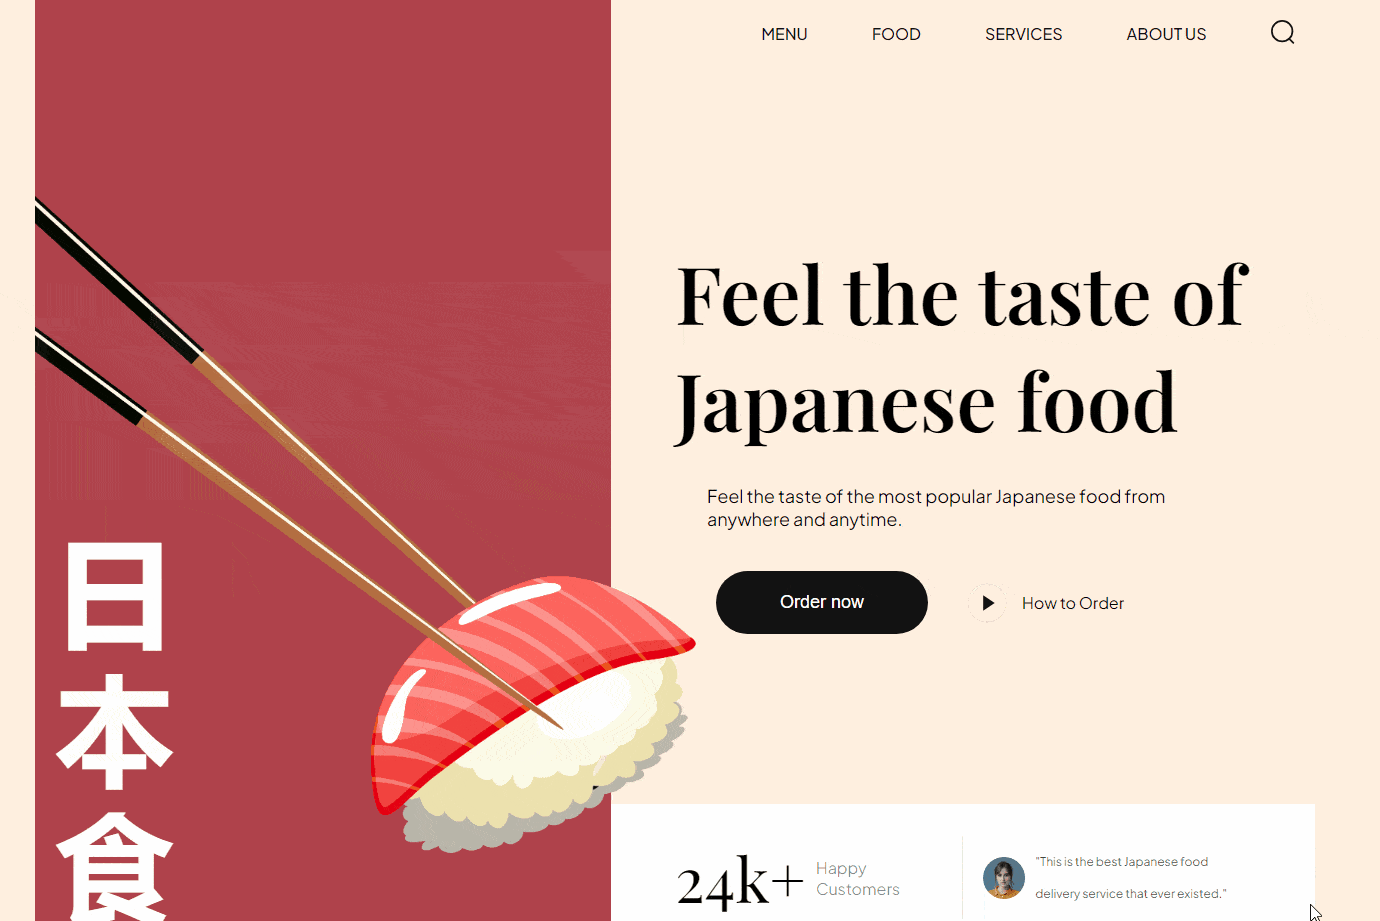 MENU FOOD SERVICES ABOUT US
Feel the taste of
Japanese food
Feel the taste of the most popular Japanese food from
anywhere and anytime.
Order now
How to Order
日
本
食
24k+
Happy
Customers
"This is the best Japanese food
delivery service that ever existed."